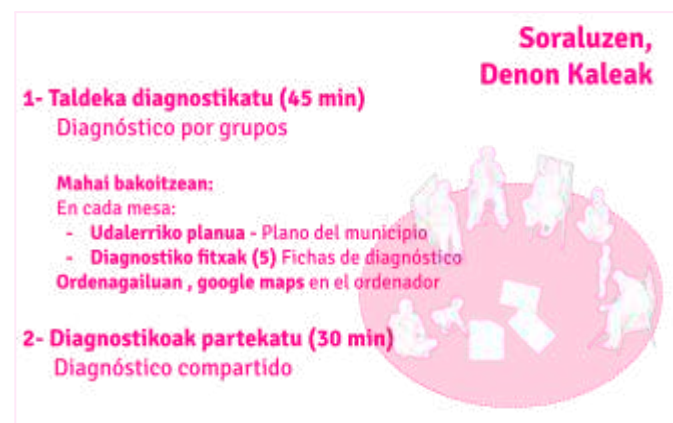 Soraluzen,
Denon Kaleak
1- Taldeka diagnostikatu (45 min)
Diagnóstico por grupos
Mahai bakoitzean:
En cada mesa:
- Udalerriko planua - Plano del municipio
- Diagnostiko fitxak (5) Fichas de diagnóstico
Ordenagailuan , google maps en el ordenador
2- Diagnostikoak partekatu (30 min)
Diagnóstico compartido